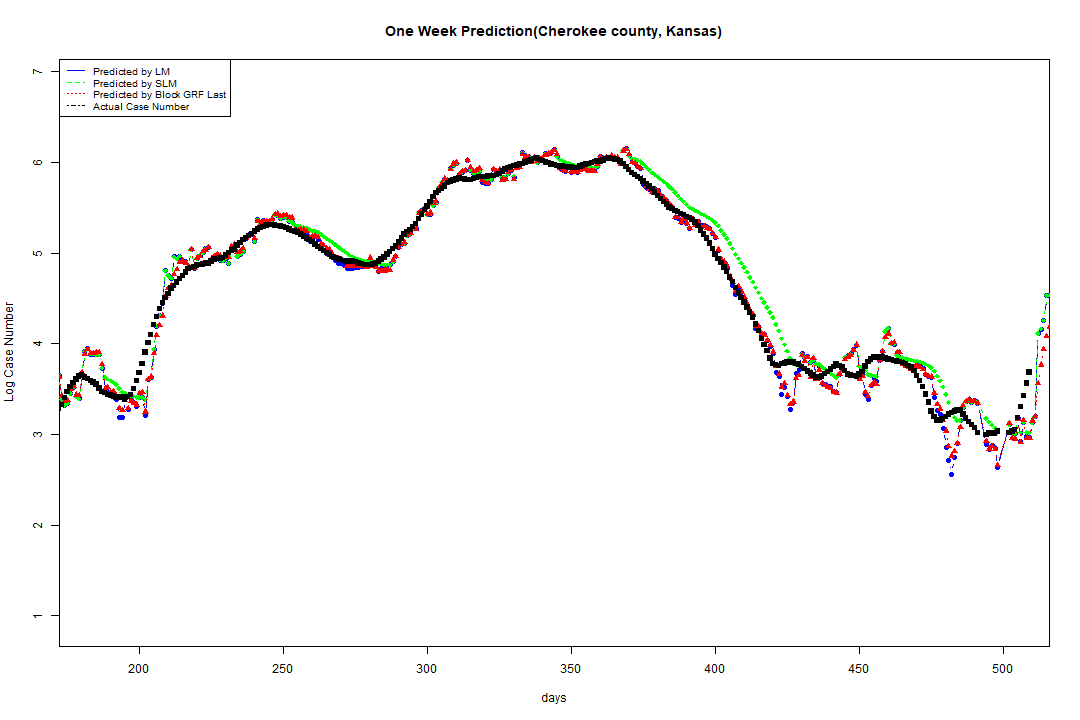 One Week Prediction(Cherokee county, Kansas)
Predicted by LM
Predicted by SLM
Predicted by Block GRF Last
Actual Case Number
7
6
5
4
3
2
1
Log Case Number
200 250 300 350 400 450 500
days